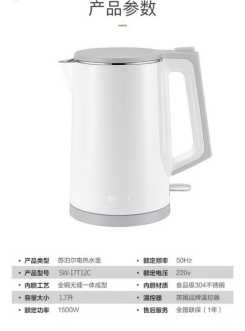 产品参数
产品类型 苏泊尔电热水壶
额定频率 50Hz
产品型号 SW-17T12C
额定电压 220v
内胆工艺 全钢无缝一体成型
内胆材质 食品级304不锈钢
容量大小 1.7升
温控器 英国品牌温控器
额定功率 1500W
售后服务 全国联保（1年）